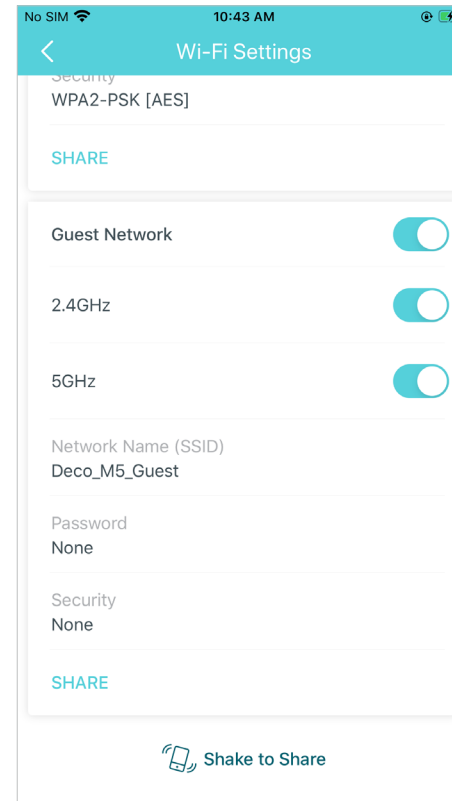 No SIM 10:43 AM
Wi-Fi Settings
Security
WPA2-PSK [AES]
SHARE
Guest Network
2.4GHz
5GHz
Network Name (SSID)
Deco_M5_Guest
Password
None
Security
None
SHARE
Shake to Share